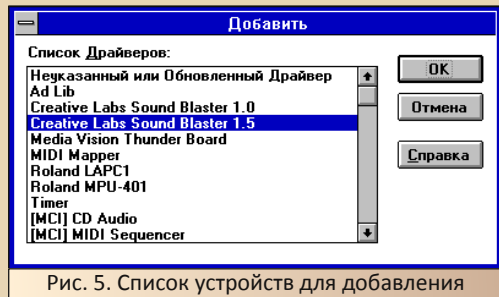 Добавить
Список Драйверов:
Неуказанный или Обновленный Драйвер
Ad Lib
Creative Labs Sound Blaster 1.0
Creative Labs Sound Blaster 1.5
Media Vision Thunder Board
MIDI Mapper
Roland LAPC1
Roland MPU-401
Timer
[MCI] CD Audio
[MCI] MIDI Sequencer
OK
Отмена
Справка
Рис. 5. Список устройств для добавления